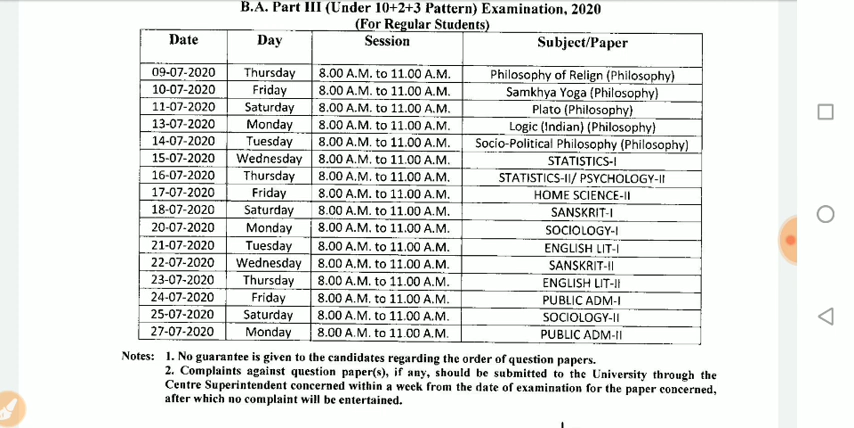 B.A. Part III (Under 10+2+3 Pattern) Examination, 2020
(For Regular Students)
Date Day Session Subject/Paper
09-07-2020 Thursday 8.00 A.M. to 11.00 A.M. Philosophy of Relign (Philosophy)
10-07-2020 Friday 8.00 A.M. to 11.00 A.M. Samkhya Yoga (Philosophy)
11-07-2020 Saturday 8.00 A.M. to 11.00 A.M. Plato (Philosophy)
13-07-2020 Monday 8.00 A.M. to 11.00 A.M. Logic (Indian) (Philosophy)
14-07-2020 Tuesday 8.00 A.M. to 11.00 A.M. Socio-Political Philosophy (Philosophy)
15-07-2020 Wednesday 8.00 A.M. to 11.00 A.M. STATISTICS-I
16-07-2020 Thursday 8.00 A.M. to 11.00 A.M. STATISTICS-II/ PSYCHOLOGY-II
17-07-2020 Friday 8.00 A.M. to 11.00 A.M. HOME SCIENCE-II
18-07-2020 Saturday 8.00 A.M. to 11.00 A.M. SANSKRIT-I
20-07-2020 Monday 8.00 A.M. to 11.00 A.M. SOCIOLOGY-I
21-07-2020 Tuesday 8.00 A.M. to 11.00 A.M. ENGLISH LIT-I
22-07-2020 Wednesday 8.00 A.M. to 11.00 A.M. SANSKRIT-II
23-07-2020 Thursday 8.00 A.M. to 11.00 A.M. ENGLISH LIT-II
24-07-2020 Friday 8.00 A.M. to 11.00 A.M. PUBLIC ADM-I
25-07-2020 Saturday 8.00 A.M. to 11.00 A.M. SOCIOLOGY-II
27-07-2020 Monday 8.00 A.M. to 11.00 A.M. PUBLIC ADM-II
Notes: 1. No guarantee is given to the candidates regarding the order of question papers.
2. Complaints against question paper(s), if any, should be submitted to the University through the
Centre Superintendent concerned within a week from the date of examination for the paper concerned,
after which no complaint will be entertained.